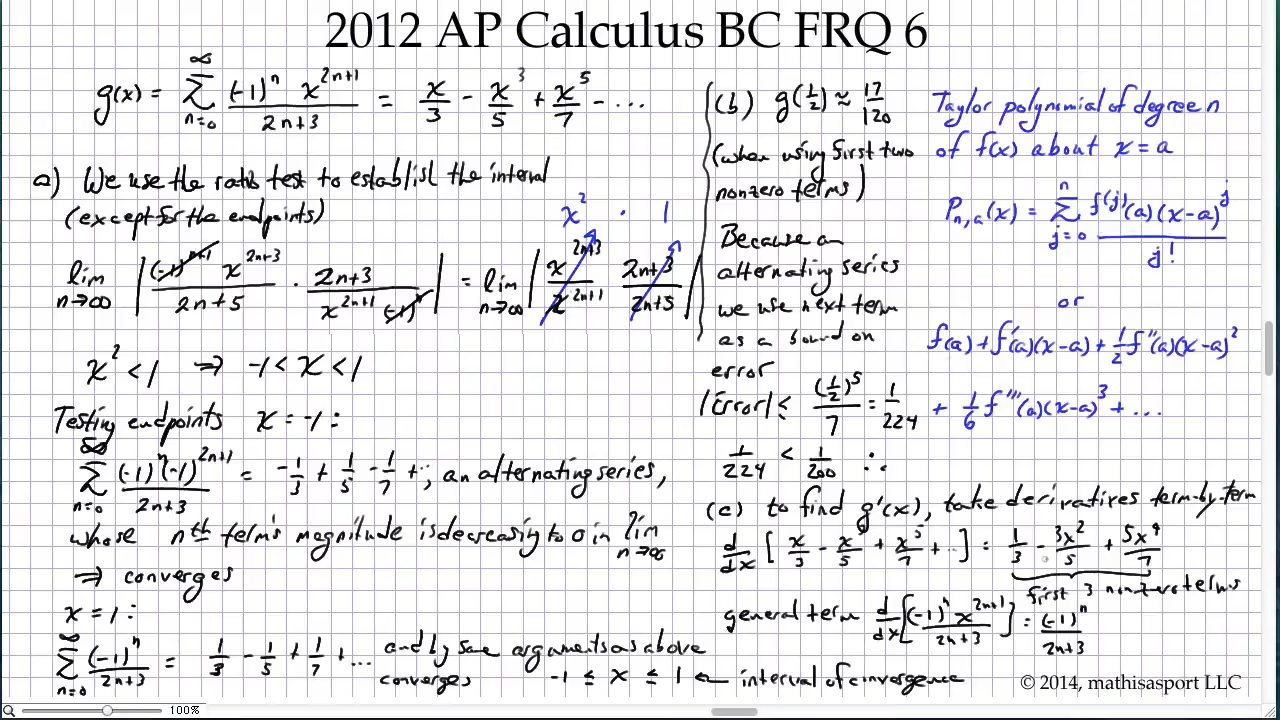 2012 AP Calculus BC FRQ 6
g(x) = ∞ Σ n=0 (-1)^n x^(2n+1) / (2n+3) = x/3 - x^3/5 + x^5/7 - ...
a) We use the ratio test to establish the interval
(except for the endpoints)
x^2 · 1
lim n→∞ | (-1)^(n+1) x^(2n+3) / (2n+5) · (2n+3) / (x^(2n+1) (-1)^n) | = lim n→∞ | x^(2n+3) / x^(2n+1) (2n+3) / (2n+5) |
x^2 < 1 ⇒ -1 < x < 1
Testing endpoints x = -1 :
∞ Σ n=0 (-1)^n (-1)^(2n+1) / (2n+3) = -1/3 + 1/5 - 1/7 + ..., an alternating series,
whose nth term's magnitude is decreasing to 0 in lim n→∞
⇒ converges
x = 1 :
∞ Σ n=0 (-1)^n / (2n+3) = 1/3 - 1/5 + 1/7 + ... and by same arguments as above
converges -1 ≤ x ≤ 1 ← interval of convergence
(b) g(1/2) ≈ 17/120
(when using first two
nonzero terms)
Because an
alternating series
we use next term
as a bound on
error
|Error| ≤ (1/2)^5 / 7 = 1/224
1/224 < 1/200 ∴
(c) to find g'(x), take derivatives term-by-term
d/dx [ x/3 - x^3/5 + x^5/7 + ... ] = 1/3 - 3x^2/5 + 5x^4/7
first 3 nonzero terms
general term d/dx [ (-1)^n x^(2n+1) / (2n+3) ] = (-1)^n / (2n+3)
Taylor polynomial of degree n
of f(x) about x = a
P_n,a (x) = n Σ j=0 f^(j) (a) (x-a)^j / j!
or
f(a) + f'(a)(x-a) + 1/2 f''(a)(x-a)^2
+ 1/6 f'''(a)(x-a)^3 + ...
© 2014, mathisasport LLC
100%